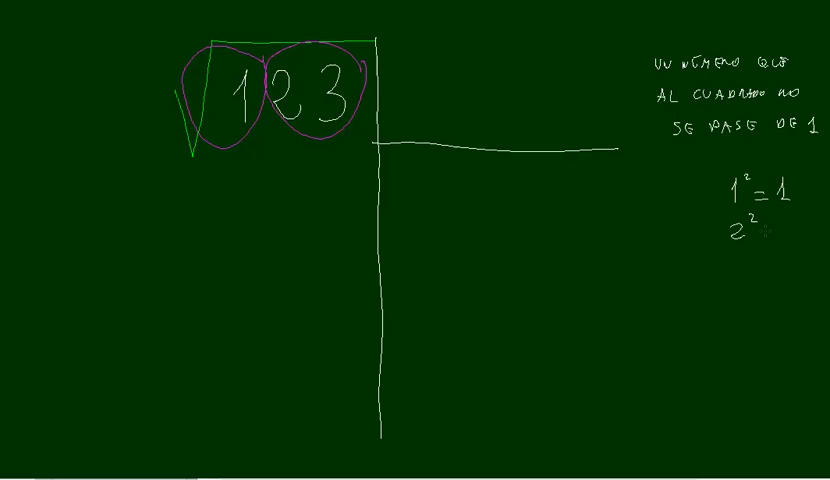 √123
UN NÚMERO QUE
AL CUADRADO NO
SE PASE DE 1
1² = 1
2²